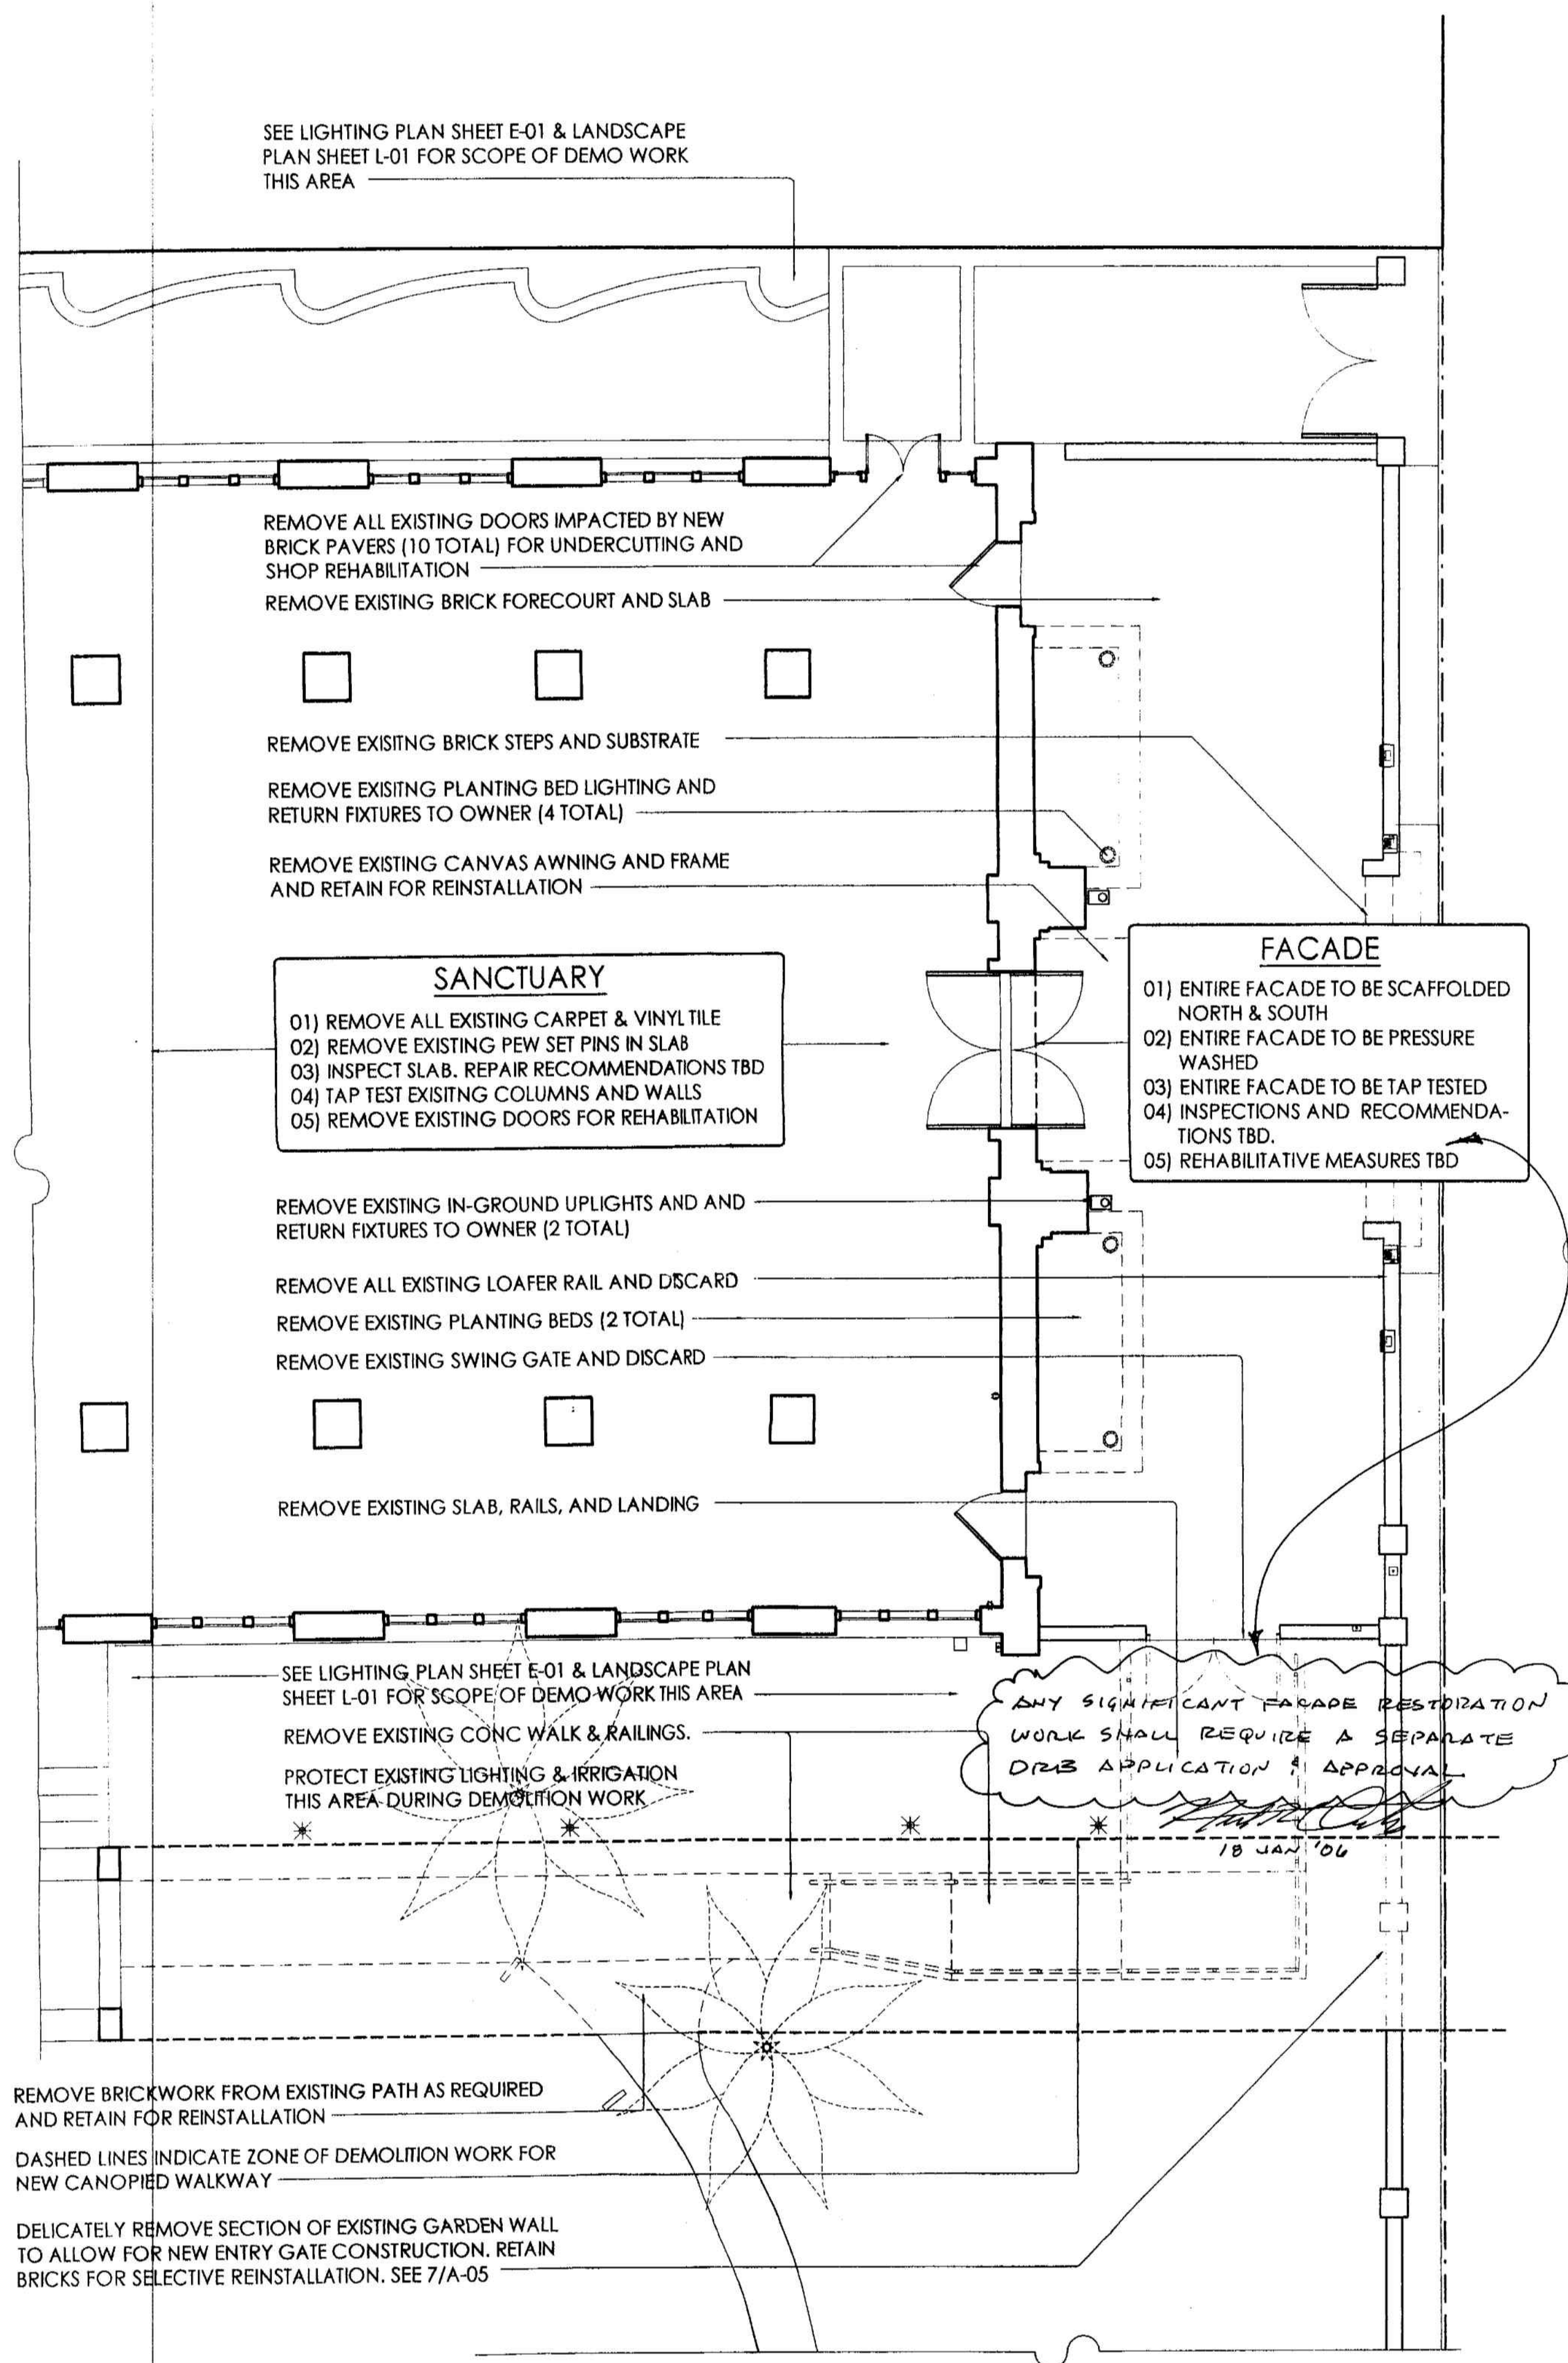 SEE LIGHTING PLAN SHEET E-01 & LANDSCAPE
PLAN SHEET L-01 FOR SCOPE OF DEMO WORK
THIS AREA
REMOVE ALL EXISTING DOORS IMPACTED BY NEW
BRICK PAVERS (10 TOTAL) FOR UNDERCUTTING AND
SHOP REHABILITATION
REMOVE EXISTING BRICK FORECOURT AND SLAB
REMOVE EXISITNG BRICK STEPS AND SUBSTRATE
REMOVE EXISITNG PLANTING BED LIGHTING AND
RETURN FIXTURES TO OWNER (4 TOTAL)
REMOVE EXISTING CANVAS AWNING AND FRAME
AND RETAIN FOR REINSTALLATION
SANCTUARY
01) REMOVE ALL EXISTING CARPET & VINYL TILE
02) REMOVE EXISTING PEW SET PINS IN SLAB
03) INSPECT SLAB. REPAIR RECOMMENDATIONS TBD
04) TAP TEST EXISITNG COLUMNS AND WALLS
05) REMOVE EXISTING DOORS FOR REHABILITATION
FACADE
01) ENTIRE FACADE TO BE SCAFFOLDED
NORTH & SOUTH
02) ENTIRE FACADE TO BE PRESSURE
WASHED
03) ENTIRE FACADE TO BE TAP TESTED
04) INSPECTIONS AND RECOMMENDA-
TIONS TBD.
05) REHABILITATIVE MEASURES TBD
REMOVE EXISTING IN-GROUND UPLIGHTS AND AND
RETURN FIXTURES TO OWNER (2 TOTAL)
REMOVE ALL EXISTING LOAFER RAIL AND DISCARD
REMOVE EXISTING PLANTING BEDS (2 TOTAL)
REMOVE EXISTING SWING GATE AND DISCARD
REMOVE EXISTING SLAB, RAILS, AND LANDING
SEE LIGHTING PLAN SHEET E-01 & LANDSCAPE PLAN
SHEET L-01 FOR SCOPE OF DEMO WORK THIS AREA
REMOVE EXISTING CONC WALK & RAILINGS.
PROTECT EXISTING LIGHTING & IRRIGATION
THIS AREA DURING DEMOLITION WORK
ANY SIGNIFICANT FACADE RESTORATION
WORK SHALL REQUIRE A SEPARATE
DRB APPLICATION & APPROVAL
18 JAN '06
REMOVE BRICKWORK FROM EXISTING PATH AS REQUIRED
AND RETAIN FOR REINSTALLATION
DASHED LINES INDICATE ZONE OF DEMOLITION WORK FOR
NEW CANOPIED WALKWAY
DELICATELY REMOVE SECTION OF EXISTING GARDEN WALL
TO ALLOW FOR NEW ENTRY GATE CONSTRUCTION. RETAIN
BRICKS FOR SELECTIVE REINSTALLATION. SEE 7/A-05